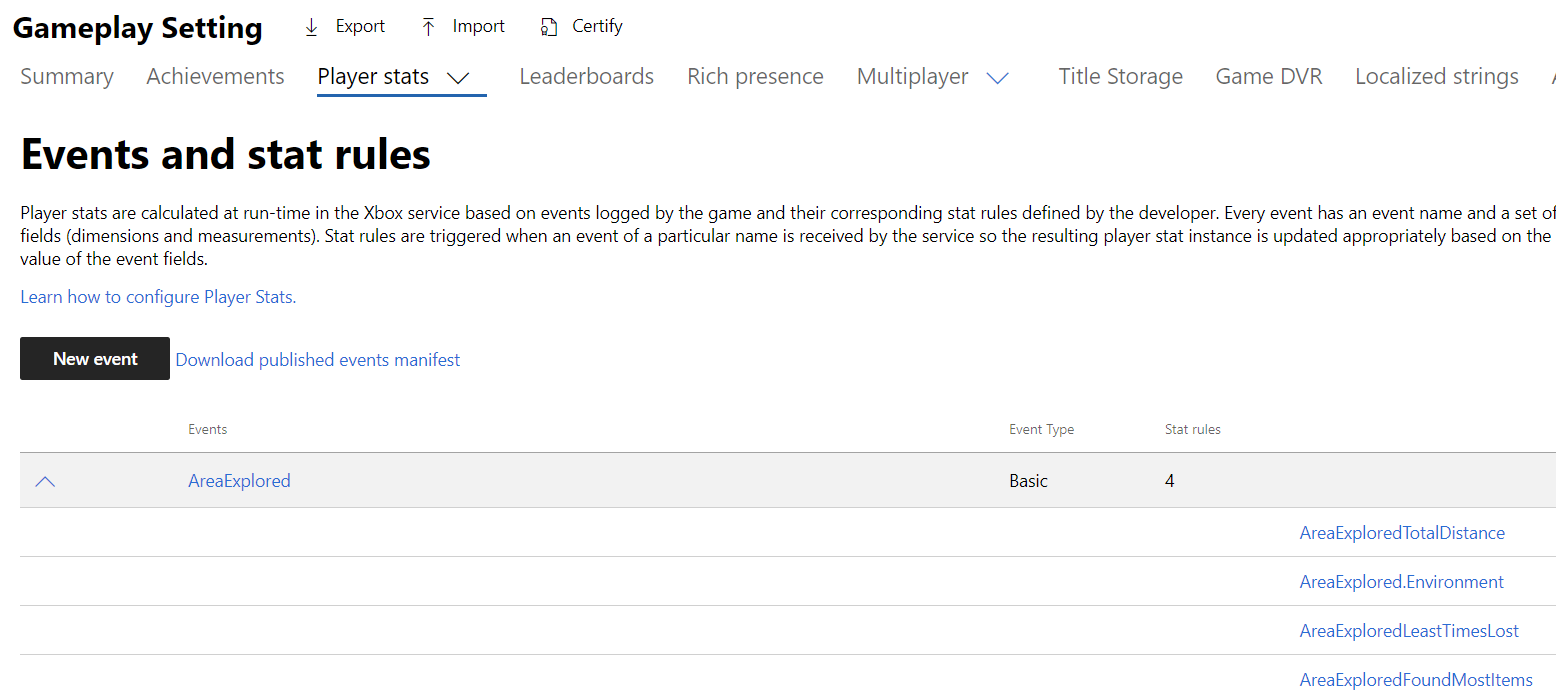 Gameplay Setting Export Import Certify
Summary Achievements Player stats Leaderboards Rich presence Multiplayer Title Storage Game DVR Localized strings
Events and stat rules
Player stats are calculated at run-time in the Xbox service based on events logged by the game and their corresponding stat rules defined by the developer. Every event has an event name and a set of
fields (dimensions and measurements). Stat rules are triggered when an event of a particular name is received by the service so the resulting player stat instance is updated appropriately based on the
value of the event fields.
Learn how to configure Player Stats.
New event Download published events manifest
Events Event Type Stat rules
AreaExplored Basic 4
AreaExploredTotalDistance
AreaExplored.Environment
AreaExploredLeastTimesLost
AreaExploredFoundMostItems